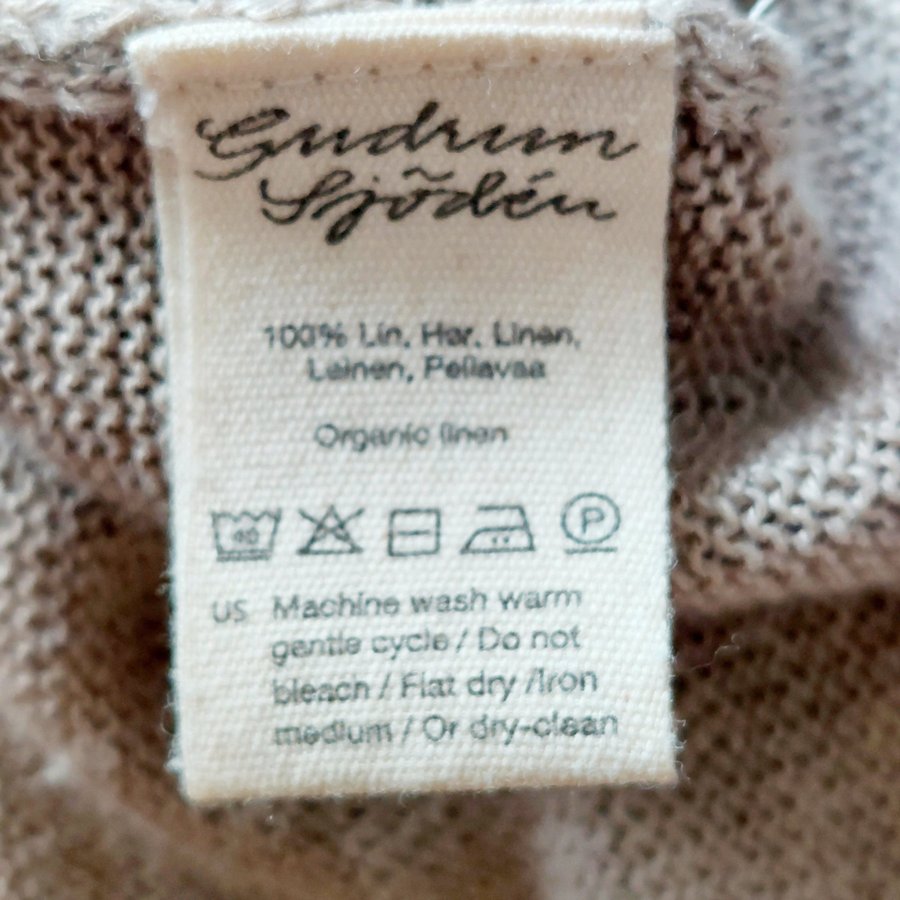 Gudrun
Sjödén
100% Lin, Hør, Linen,
Leinen, Pellavaa
Organic linen
40 P
US Machine wash warm
gentle cycle / Do not
bleach / Flat dry /Iron
medium / Or dry-clean